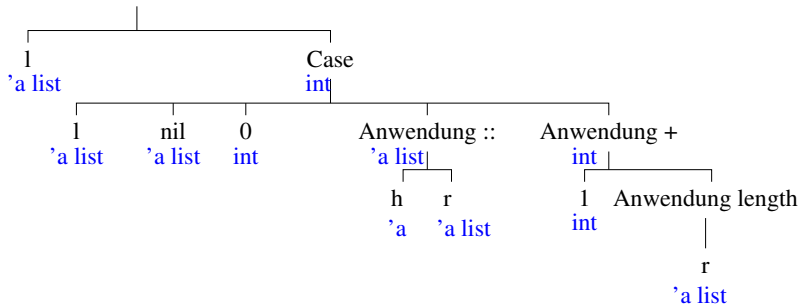 l Case
'a list int
l nil 0 Anwendung :: Anwendung +
'a list 'a list int 'a list int
h r 1 Anwendung length
'a 'a list int
r
'a list